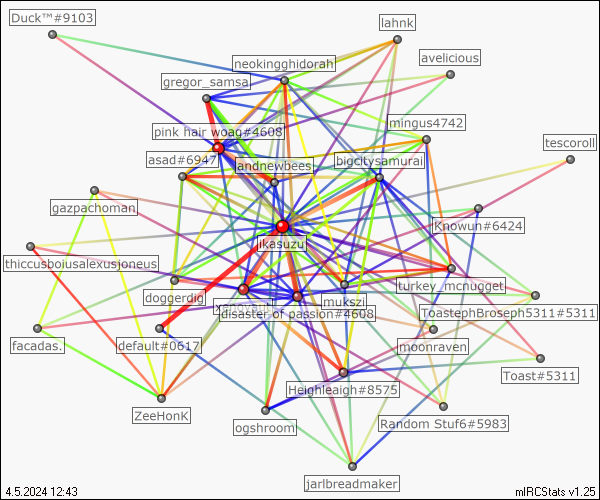 Duck™#9103
lahnk
avelicious
neokingghidorah
gregor_samsa
mingus4742
pink hair woag#4608
tescoroll
asad#6947
andnewbees
bigcitysamurai
gazpachoman
Knowun#6424
jikasuzu
thiccusboiusalexusjoneus
turkey_mcnugget
doggerdig
mukszi
disaster of passion#4608
ToastephBroseph5311#5311
facadas.
default#0617
moonraven
Toast#5311
Heighleaigh#8575
ZeeHonK
ogshroom
Random Stuf6#5983
jarlbreadmaker
4.5.2024 12:43
mIRCStats v1.25